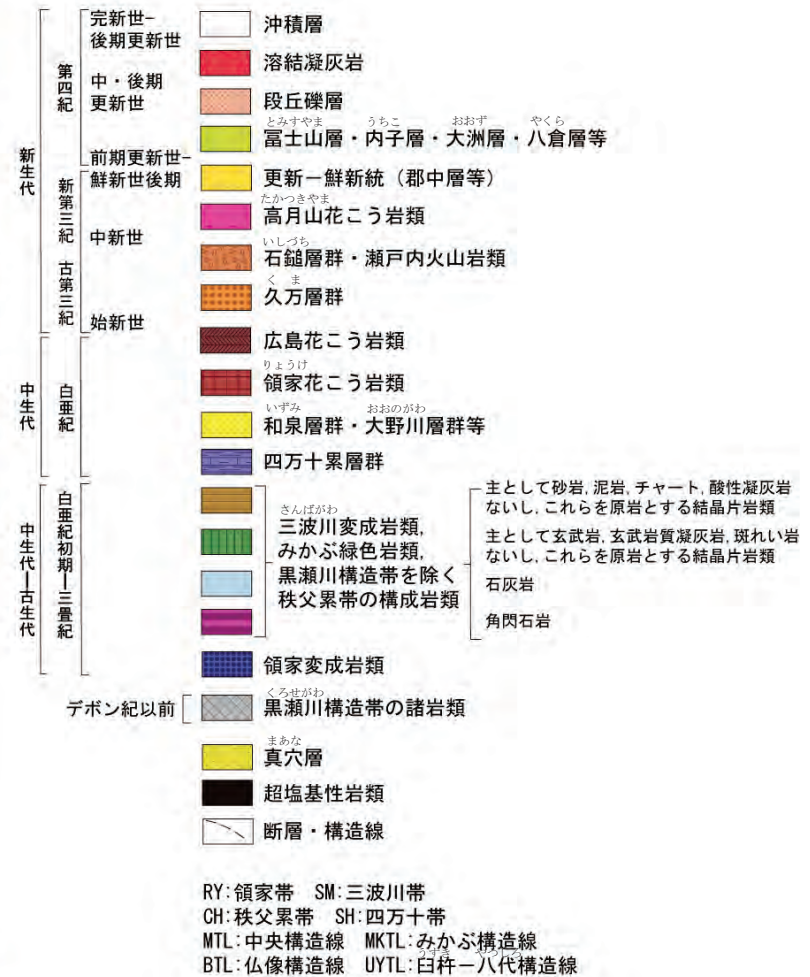 新生代
第四紀
新第三紀
古第三紀
完新世－
後期更新世
中・後期
更新世
前期更新世－
鮮新世後期
中新世
始新世
中生代
白亜紀
中生代―古生代
白亜紀初期―三畳紀
デボン紀以前
沖積層
溶結凝灰岩
段丘礫層
とみすやま うちこ おおず やくら
冨士山層・内子層・大洲層・八倉層等
更新－鮮新統（郡中層等）
たかつきやま
高月山花こう岩類
いしづち
石鎚層群・瀬戸内火山岩類
くま
久万層群
広島花こう岩類
りょうけ
領家花こう岩類
いずみ おおのがわ
和泉層群・大野川層群等
四万十累層群
さんばがわ
三波川変成岩類,
みかぶ緑色岩類,
黒瀬川構造帯を除く
秩父累帯の構成岩類
主として砂岩, 泥岩, チャート, 酸性凝灰岩
ないし, これらを原岩とする結晶片岩類
主として玄武岩, 玄武岩質凝灰岩, 斑れい岩
ないし, これらを原岩とする結晶片岩類
石灰岩
角閃石岩
領家変成岩類
くろせがわ
黒瀬川構造帯の諸岩類
まあな
真穴層
超塩基性岩類
断層・構造線
RY:領家帯 SM:三波川帯
CH:秩父累帯 SH:四万十帯
MTL:中央構造線 MKTL:みかぶ構造線
うすき やつしろ
BTL:仏像構造線 UYTL:臼杵－八代構造線